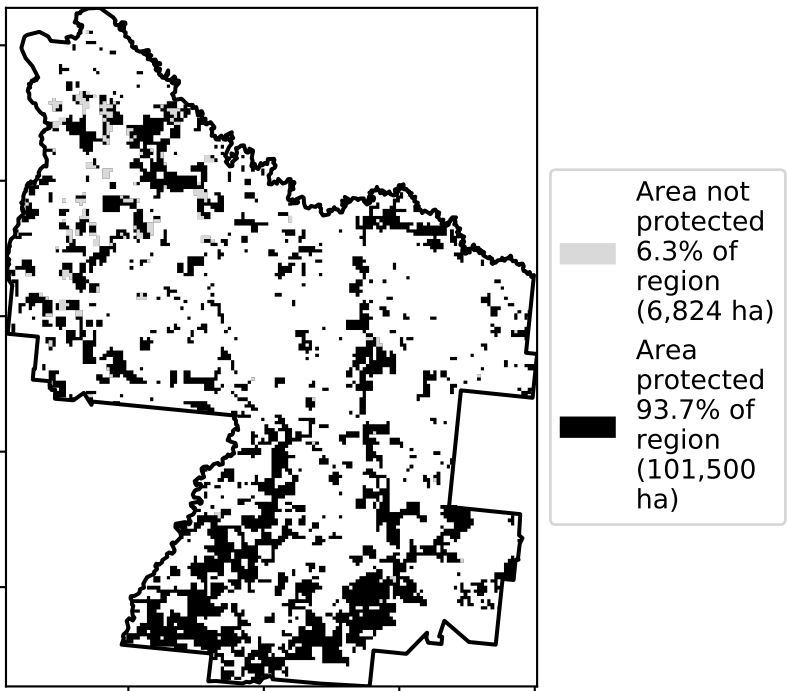 Area not
protected
6.3% of
region
(6,824 ha)
Area
protected
93.7% of
region
(101,500
ha)